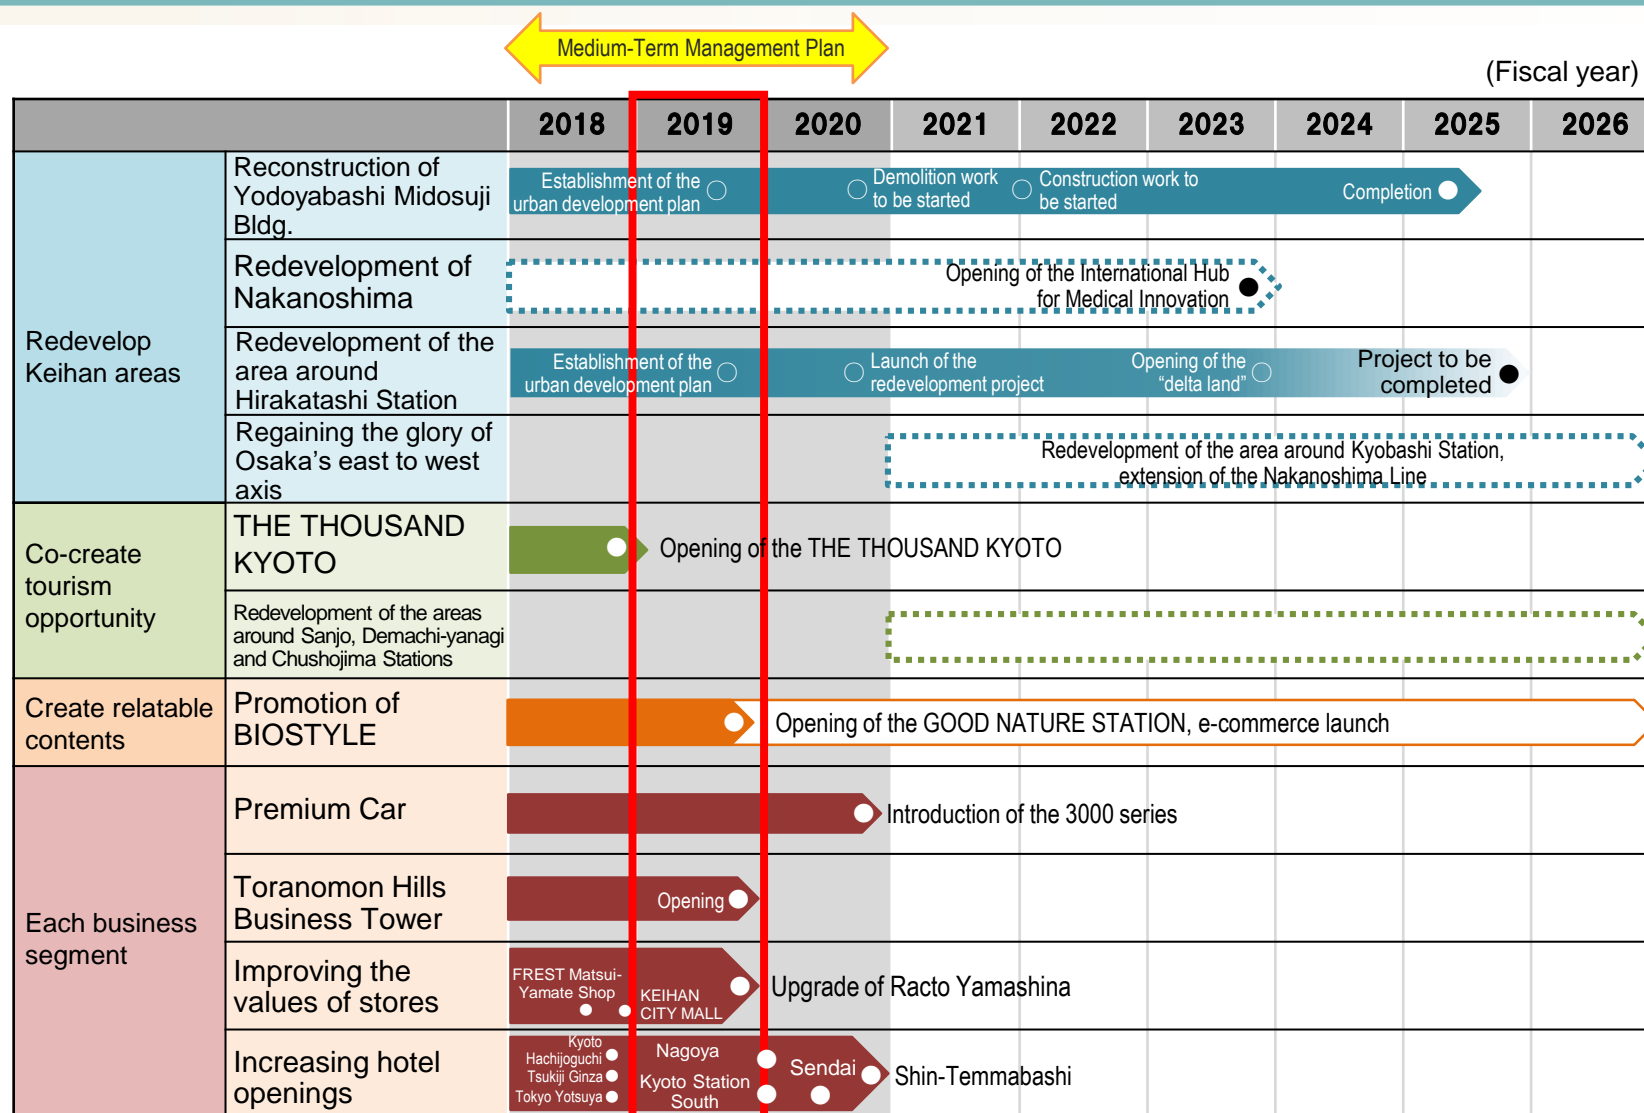 Medium-Term Management Plan
(Fiscal year)
2018 2019 2020 2021 2022 2023 2024 2025 2026
Redevelop
Keihan areas
Reconstruction of
Yodoyabashi Midosuji
Bldg.
Establishment of the
urban development plan
Demolition work
to be started
Construction work to
be started
Completion
Redevelopment of
Nakanoshima
Opening of the International Hub
for Medical Innovation
Redevelopment of the
area around
Hirakatashi Station
Establishment of the
urban development plan
Launch of the
redevelopment project
Opening of the
“delta land”
Project to be
completed
Regaining the glory of
Osaka’s east to west
axis
Redevelopment of the area around Kyobashi Station,
extension of the Nakanoshima Line
Co-create
tourism
opportunity
THE THOUSAND
KYOTO
Opening of the THE THOUSAND KYOTO
Redevelopment of the areas
around Sanjo, Demachi-yanagi
and Chushojima Stations
Create relatable
contents
Promotion of
BIOSTYLE
Opening of the GOOD NATURE STATION, e-commerce launch
Each business
segment
Premium Car
Introduction of the 3000 series
Toranomon Hills
Business Tower
Opening
Improving the
values of stores
FREST Matsui-
Yamate Shop
KEIHAN
CITY MALL
Upgrade of Racto Yamashina
Increasing hotel
openings
Kyoto
Hachijoguchi
Tsukiji Ginza
Tokyo Yotsuya
Nagoya
Kyoto Station
South
Sendai
Shin-Temmabashi